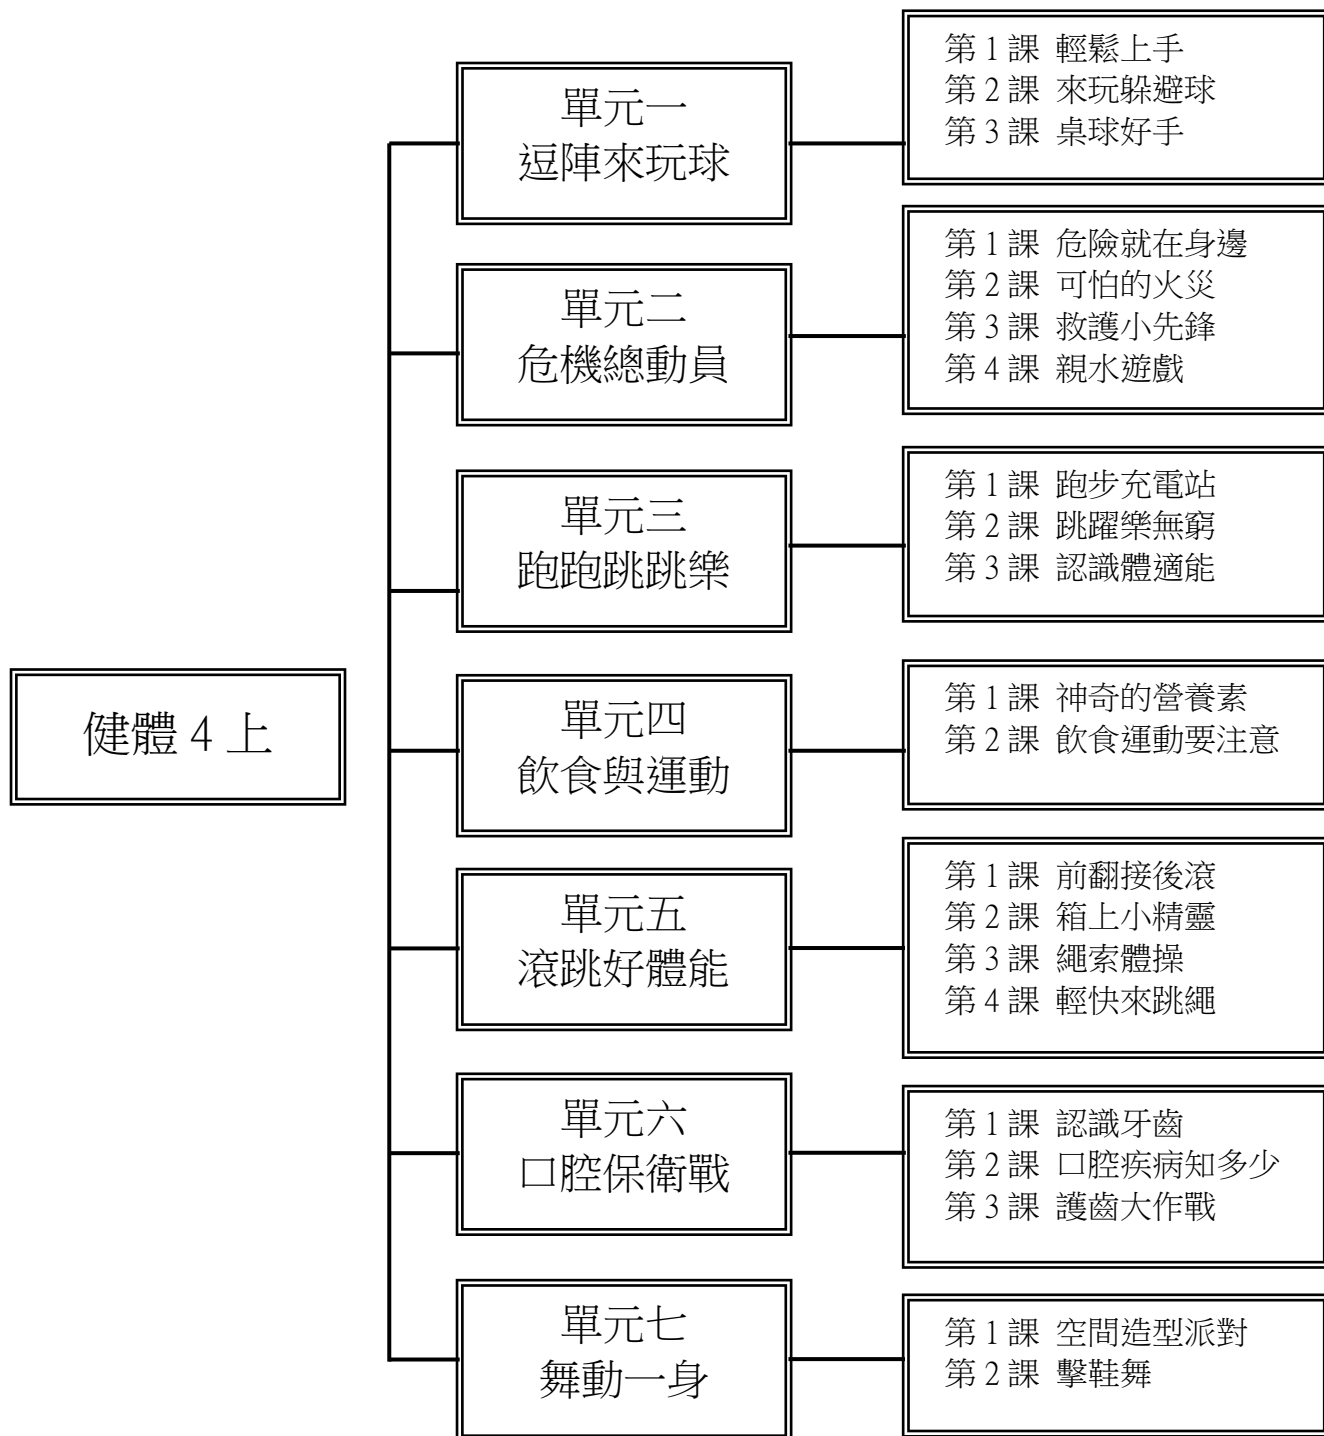 健體 4 上
單元一
逗陣來玩球
第 1 課 輕鬆上手
第 2 課 來玩躲避球
第 3 課 桌球好手
單元二
危機總動員
第 1 課 危險就在身邊
第 2 課 可怕的火災
第 3 課 救護小先鋒
第 4 課 親水遊戲
單元三
跑跑跳跳樂
第 1 課 跑步充電站
第 2 課 跳躍樂無窮
第 3 課 認識體適能
單元四
飲食與運動
第 1 課 神奇的營養素
第 2 課 飲食運動要注意
單元五
滾跳好體能
第 1 課 前翻接後滾
第 2 課 箱上小精靈
第 3 課 繩索體操
第 4 課 輕快來跳繩
單元六
口腔保衛戰
第 1 課 認識牙齒
第 2 課 口腔疾病知多少
第 3 課 護齒大作戰
單元七
舞動一身
第 1 課 空間造型派對
第 2 課 擊鞋舞